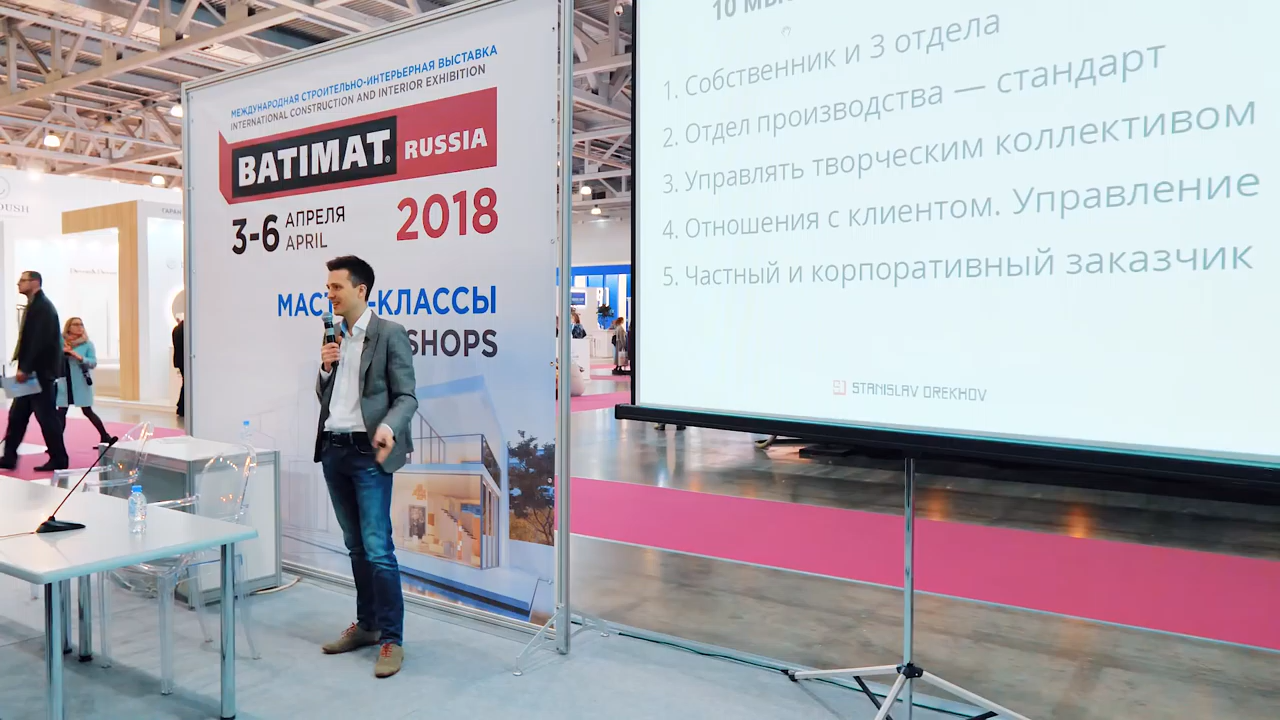 МЕЖДУНАРОДНАЯ СТРОИТЕЛЬНО-ИНТЕРЬЕРНАЯ ВЫСТАВКА
INTERNATIONAL CONSTRUCTION AND INTERIOR EXHIBITION
BATIMAT® RUSSIA
3-6 АПРЕЛЯ
APRIL
2018
-КЛАССЫ
SHOPS
10
1. Собственник и 3 отдела
2. Отдел производства — стандарт
3. Управлять творческим коллективом
4. Отношения с клиентом. Управление
5. Частный и корпоративный заказчик
STANISLAV OREKHOV